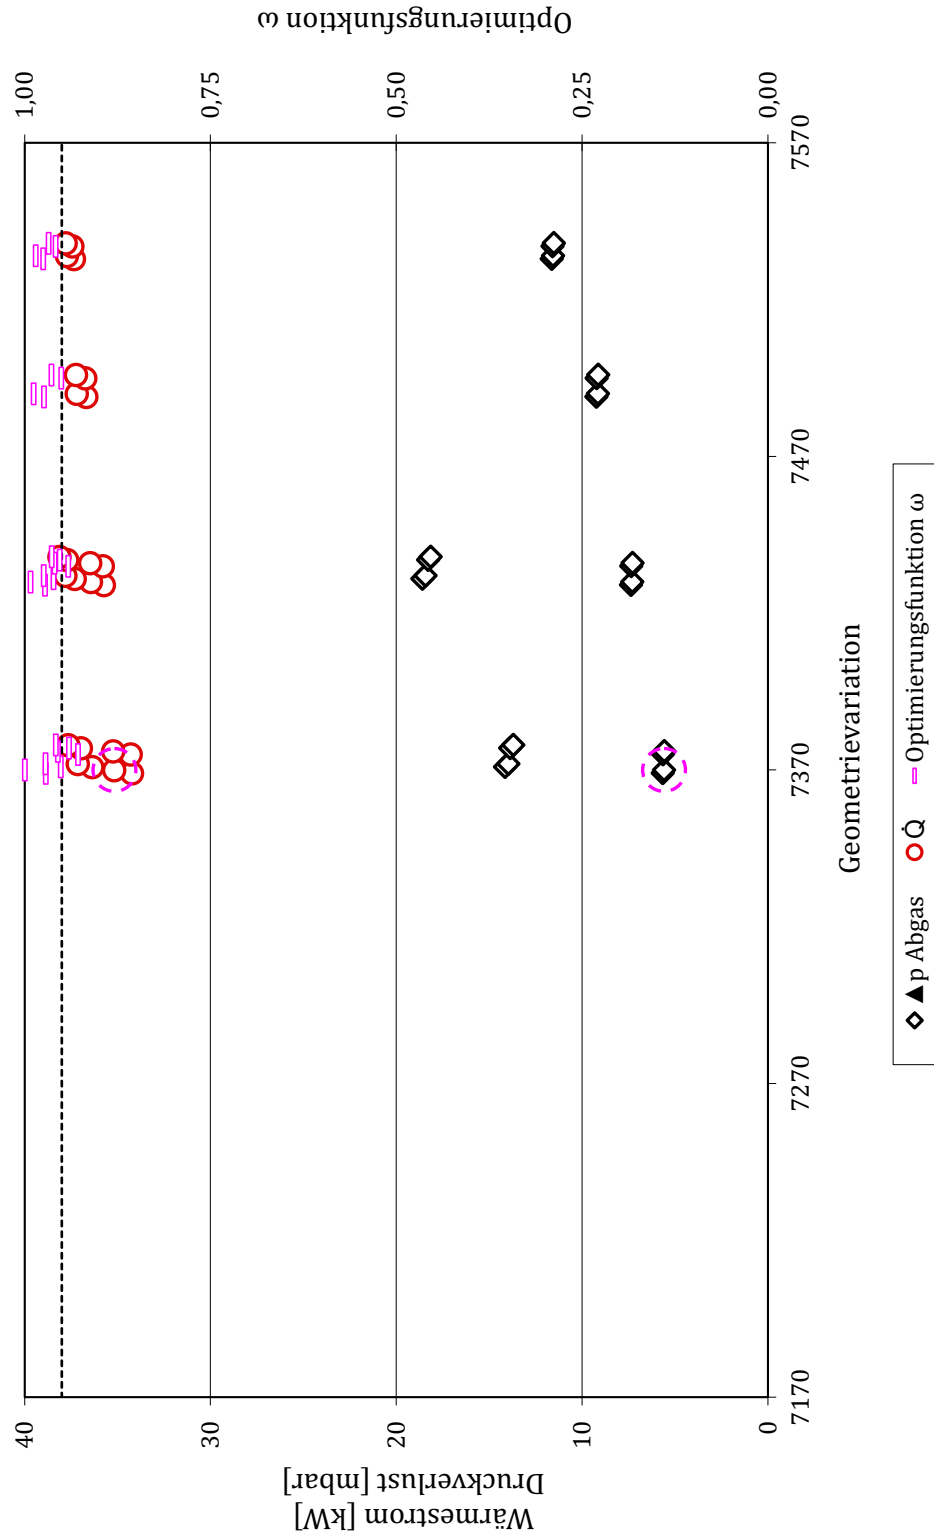 Wärmestrom [kW]
Druckverlust [mbar]
40
30
20
10
0
7170
7270
7370
7470
7570
Geometrievariation
1,00
0,75
0,50
0,25
0,00
Optimierungsfunktion ω
▲p Abgas
Q̇
Optimierungsfunktion ω